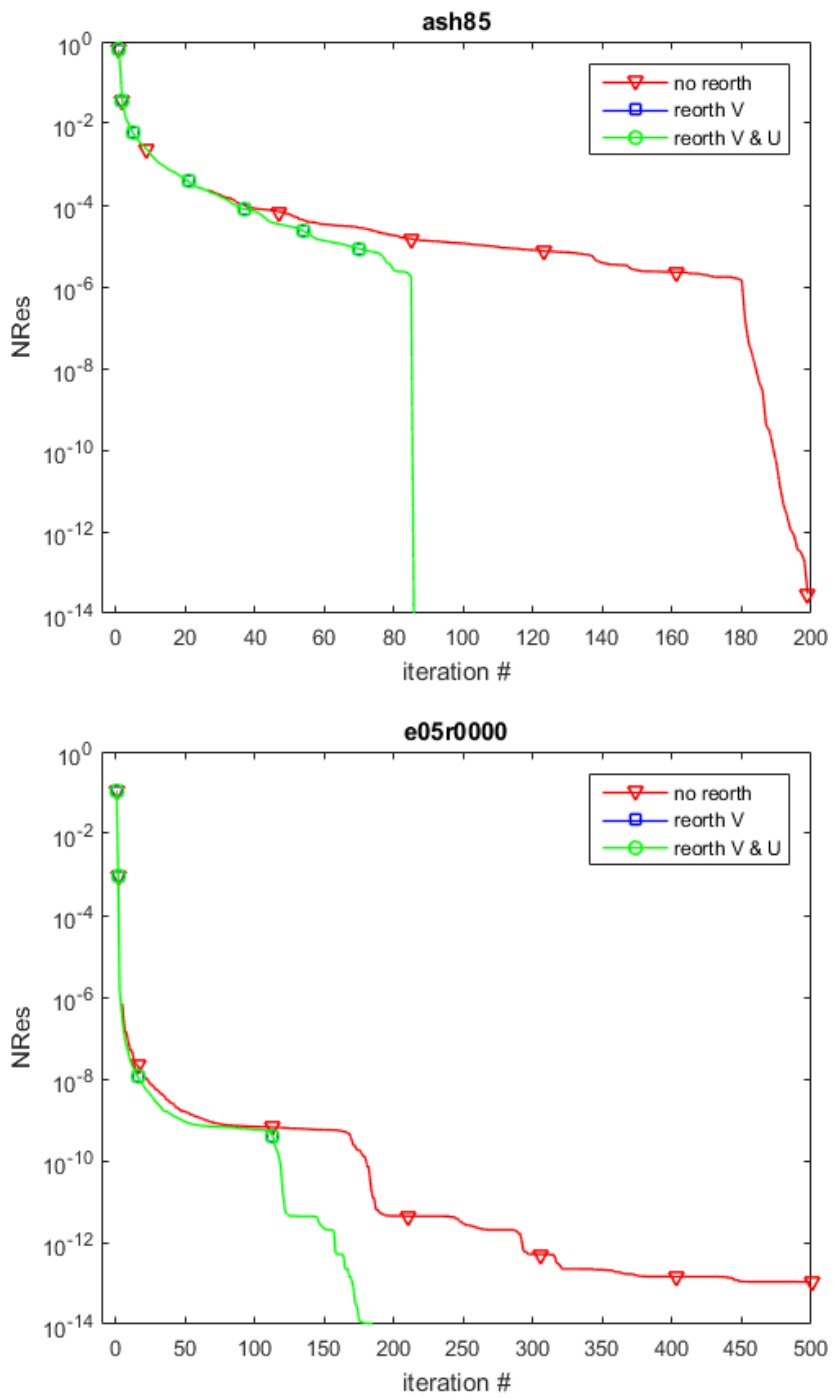 ash85
10^0
10^-2
10^-4
10^-6
10^-8
10^-10
10^-12
10^-14
NRes
no reorth
reorth V
reorth V & U
0 20 40 60 80 100 120 140 160 180 200
iteration #
e05r0000
10^0
10^-2
10^-4
10^-6
10^-8
10^-10
10^-12
10^-14
NRes
no reorth
reorth V
reorth V & U
0 50 100 150 200 250 300 350 400 450 500
iteration #